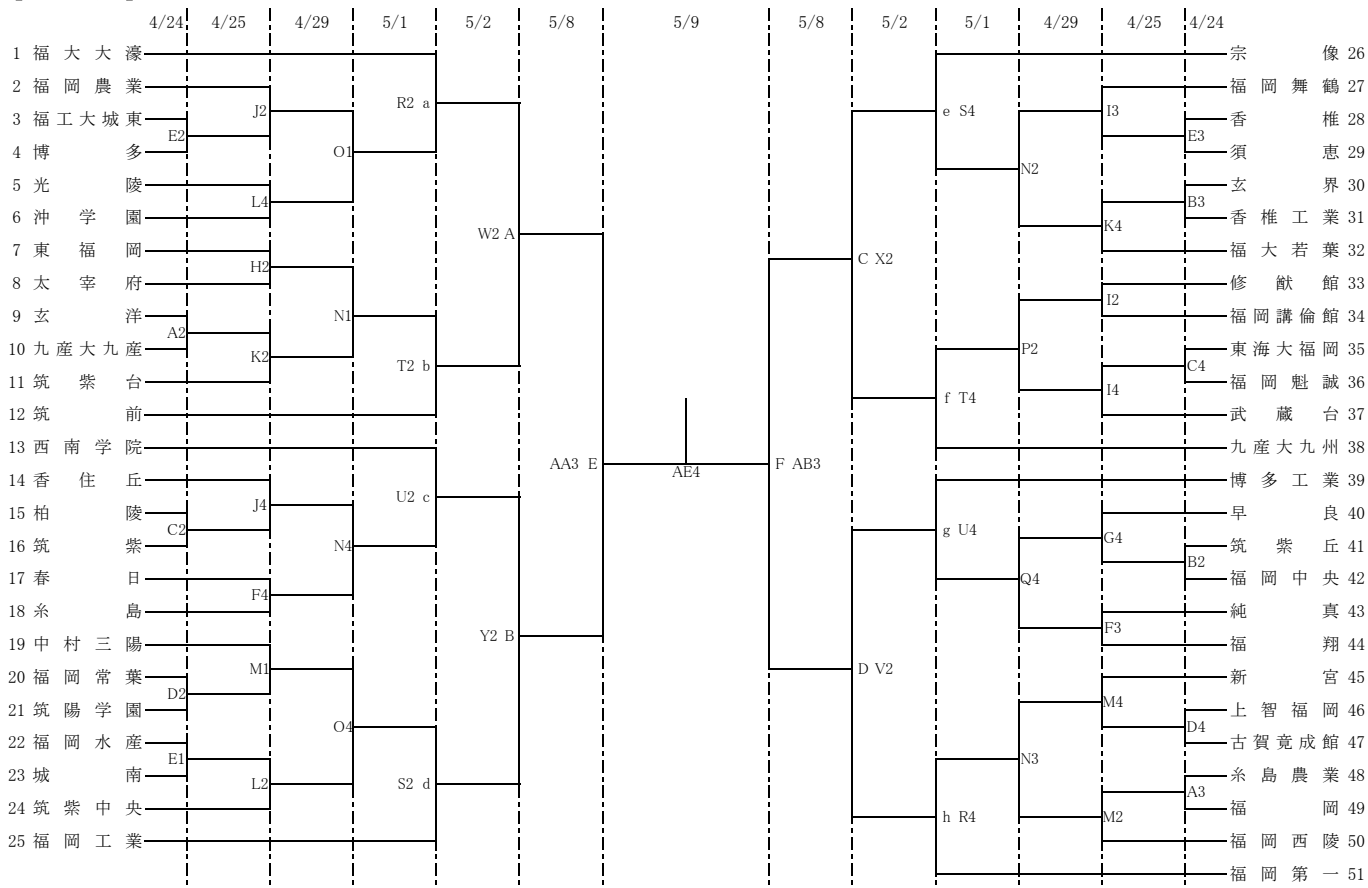 4/24 4/25 4/29 5/1 5/2 5/8 5/9 5/8 5/2 5/1 4/29 4/25 4/24
1 福大大濠
宗像 26
2 福岡農業
福岡舞鶴 27
R2 a
J2
e S4
I3
3 福工大城東
香椎 28
E2
E3
4 博多
須恵 29
O1
N2
5 光陵
玄界 30
L4
B3
6 沖学園
香椎工業 31
W2 A
K4
7 東福岡
福大若葉 32
C X2
H2
8 太宰府
修猷館 33
I2
9 玄洋
福岡講倫館 34
N1
A2
10 九産大九産
東海大福岡 35
P2
K2
T2 b
C4
11 筑紫台
福岡魁誠 36
I4
f T4
12 筑前
武蔵台 37
13 西南学院
九産大九州 38
AA3 E
AE4
F AB3
14 香住丘
博多工業 39
U2 c
J4
15 柏陵
早良 40
C2
g U4
G4
16 筑紫
筑紫丘 41
N4
B2
17 春日
福岡中央 42
Q4
F4
18 糸島
純真 43
F3
19 中村三陽
福翔 44
Y2 B
M1
D V2
20 福岡常葉
新宮 45
D2
M4
21 筑陽学園
上智福岡 46
O4
D4
22 福岡水産
古賀竟成館 47
E1
N3
23 城南
糸島農業 48
L2
S2 d
A3
24 筑紫中央
福岡 49
h R4
M2
25 福岡工業
福岡西陵 50
福岡第一 51